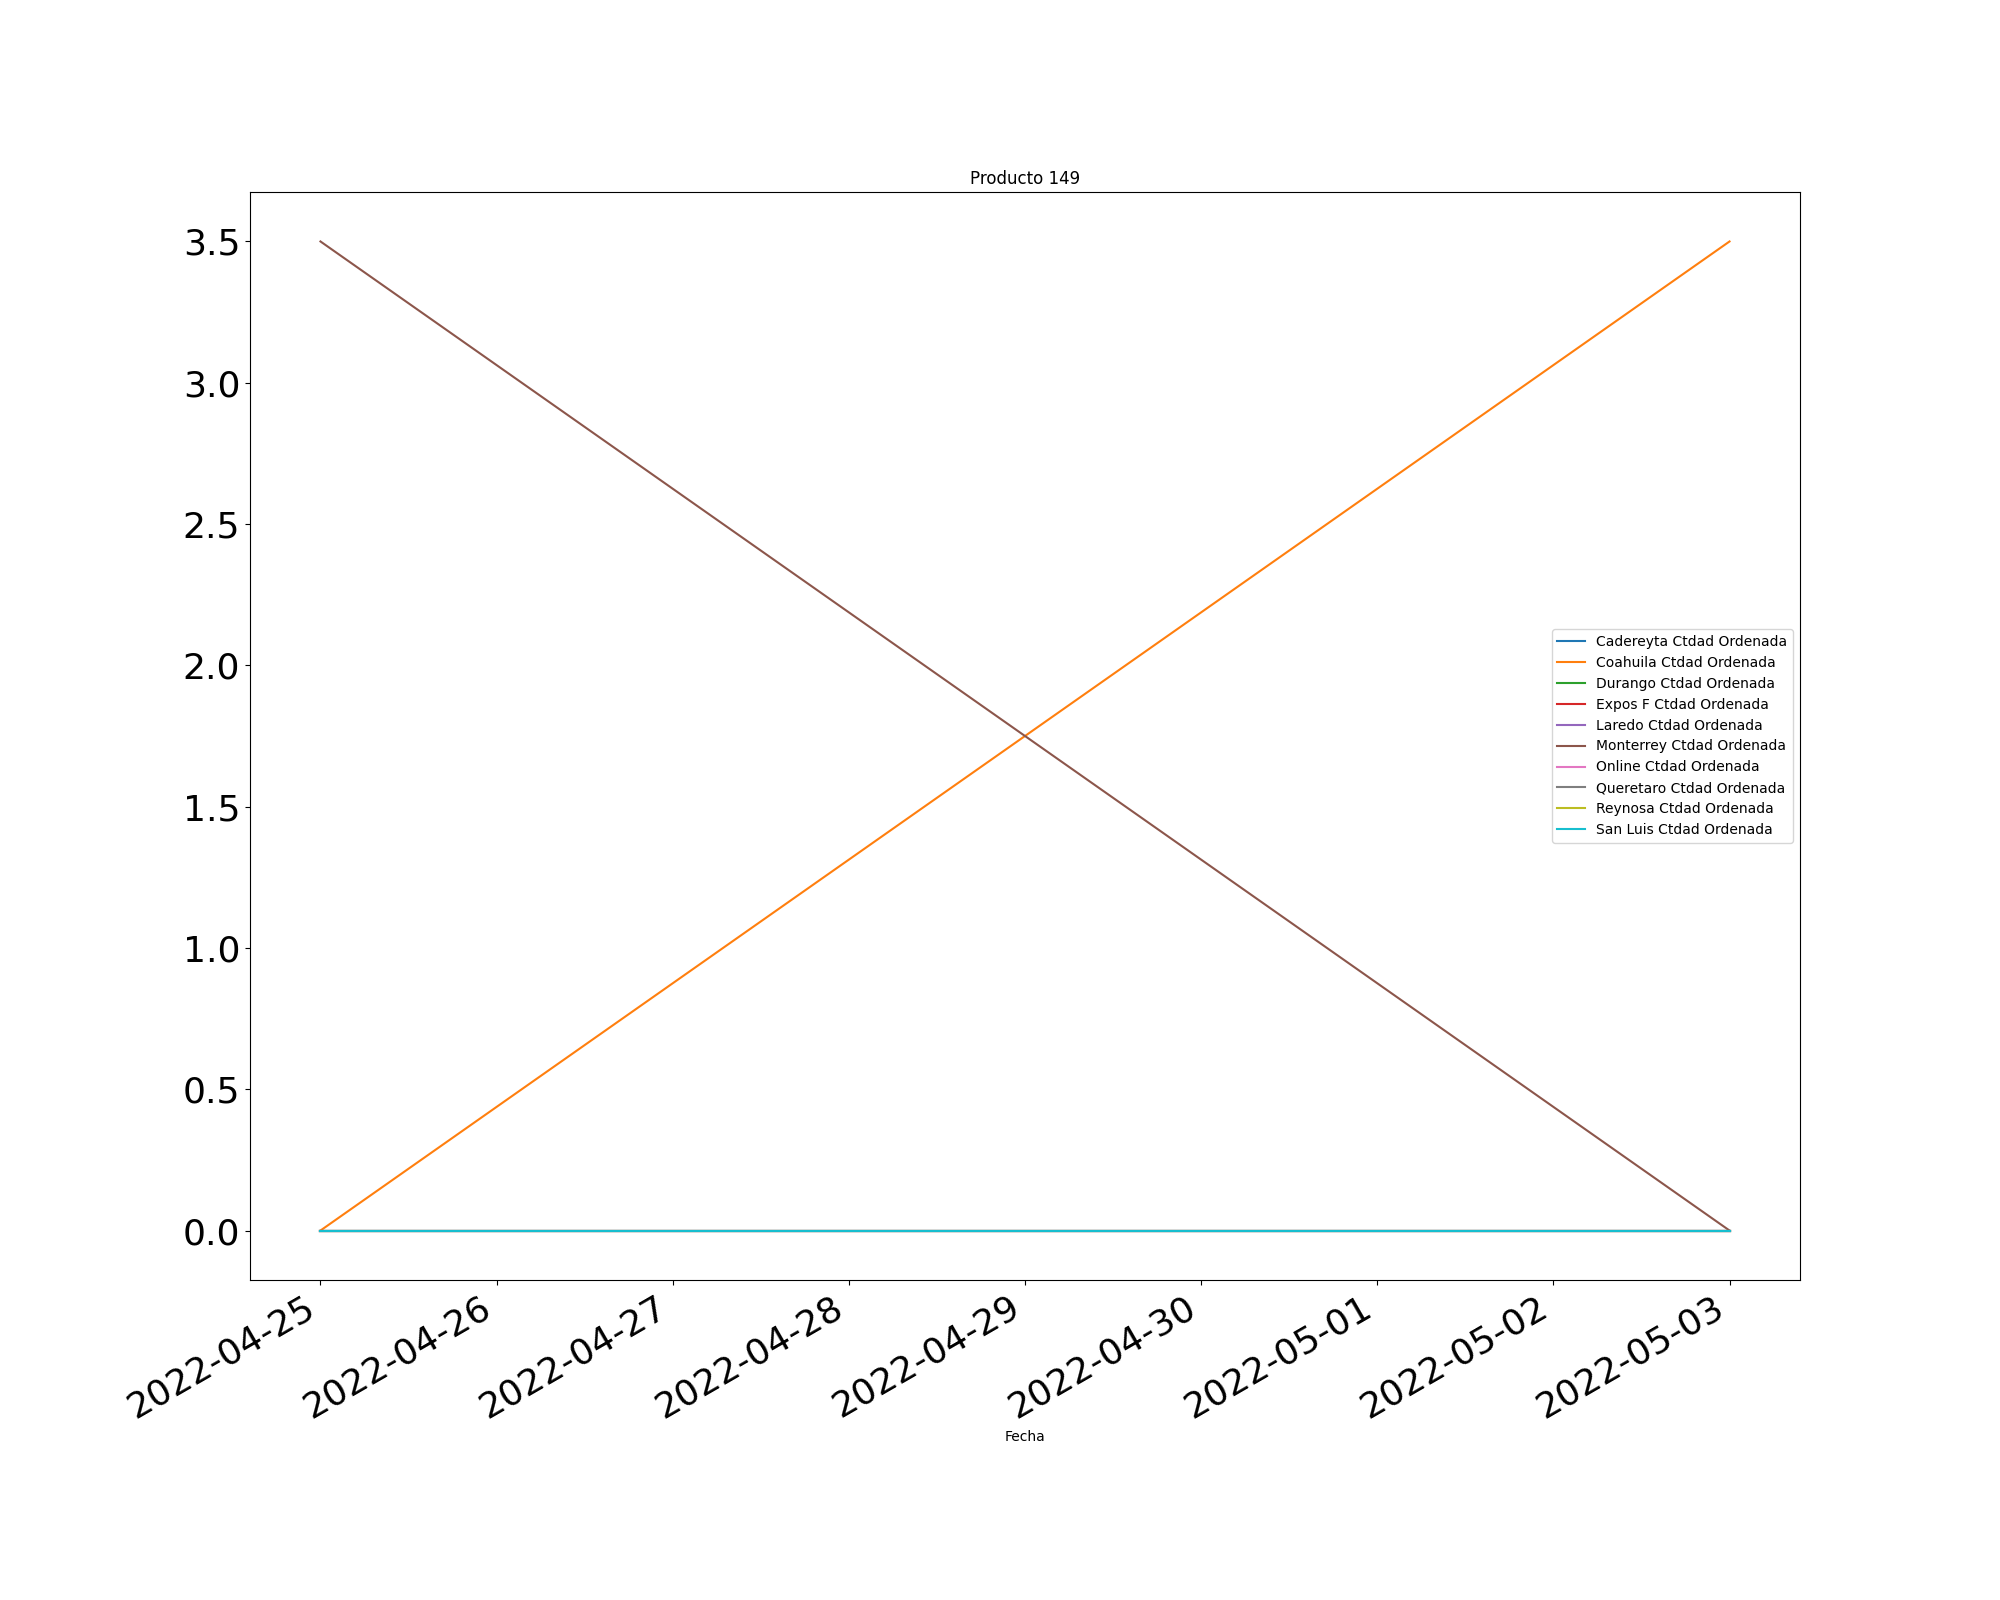 Producto 149
3.5
3.0
2.5
2.0
1.5
1.0
0.5
0.0
Cadereyta Ctdad Ordenada
Coahuila Ctdad Ordenada
Durango Ctdad Ordenada
Expos F Ctdad Ordenada
Laredo Ctdad Ordenada
Monterrey Ctdad Ordenada
Online Ctdad Ordenada
Queretaro Ctdad Ordenada
Reynosa Ctdad Ordenada
San Luis Ctdad Ordenada
2022-04-25
2022-04-26
2022-04-27
2022-04-28
2022-04-29
2022-04-30
2022-05-01
2022-05-02
2022-05-03
Fecha